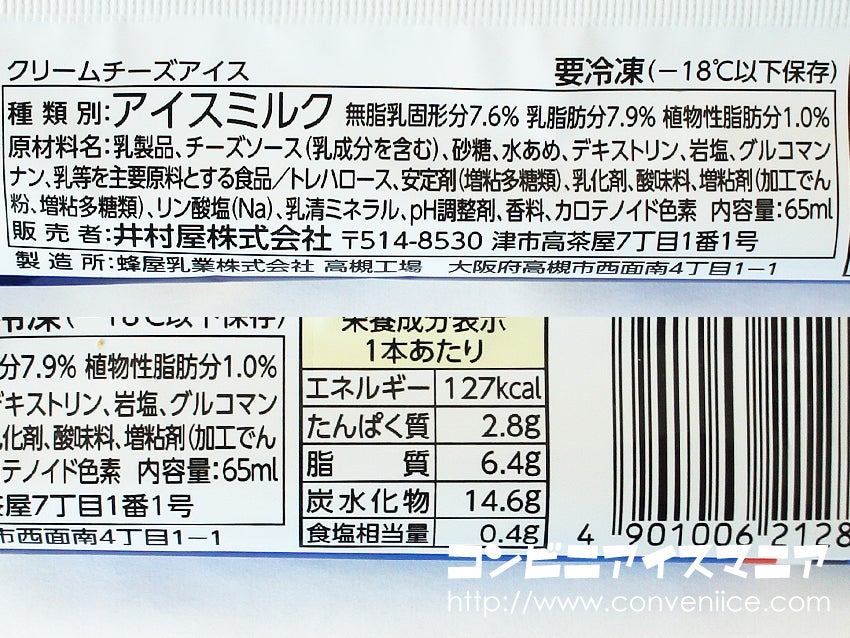 クリームチーズアイス 要冷凍(－18℃以下保存)
種類別:アイスミルク 無脂乳固形分7.6% 乳脂肪分7.9% 植物性脂肪分1.0%
原材料名:乳製品、チーズソース(乳成分を含む)、砂糖、水あめ、デキストリン、岩塩、グルコマン
ナン、乳等を主要原料とする食品／トレハロース、安定剤(増粘多糖類)、乳化剤、酸味料、増粘剤(加工でん
粉、増粘多糖類)、リン酸塩(Na)、乳清ミネラル、pH調整剤、香料、カロテノイド色素 内容量:65ml
販売者:井村屋株式会社 〒514-8530 津市高茶屋7丁目1番1号
製造所:蜂屋乳業株式会社 高槻工場 大阪府高槻市西面南4丁目1-1
冷凍(－18℃以下保存)
分7.9% 植物性脂肪分1.0%
デキストリン、岩塩、グルコマン
化剤、酸味料、増粘剤(加工でん
テノイド色素 内容量:65ml
茶屋7丁目1番1号
市西面南4丁目1-1
栄養成分表示
1本あたり
エネルギー 127kcal
たんぱく質 2.8g
脂質 6.4g
炭水化物 14.6g
食塩相当量 0.4g
4 901006 2128
コンビニアイスマニア
http://www.conveniice.com/